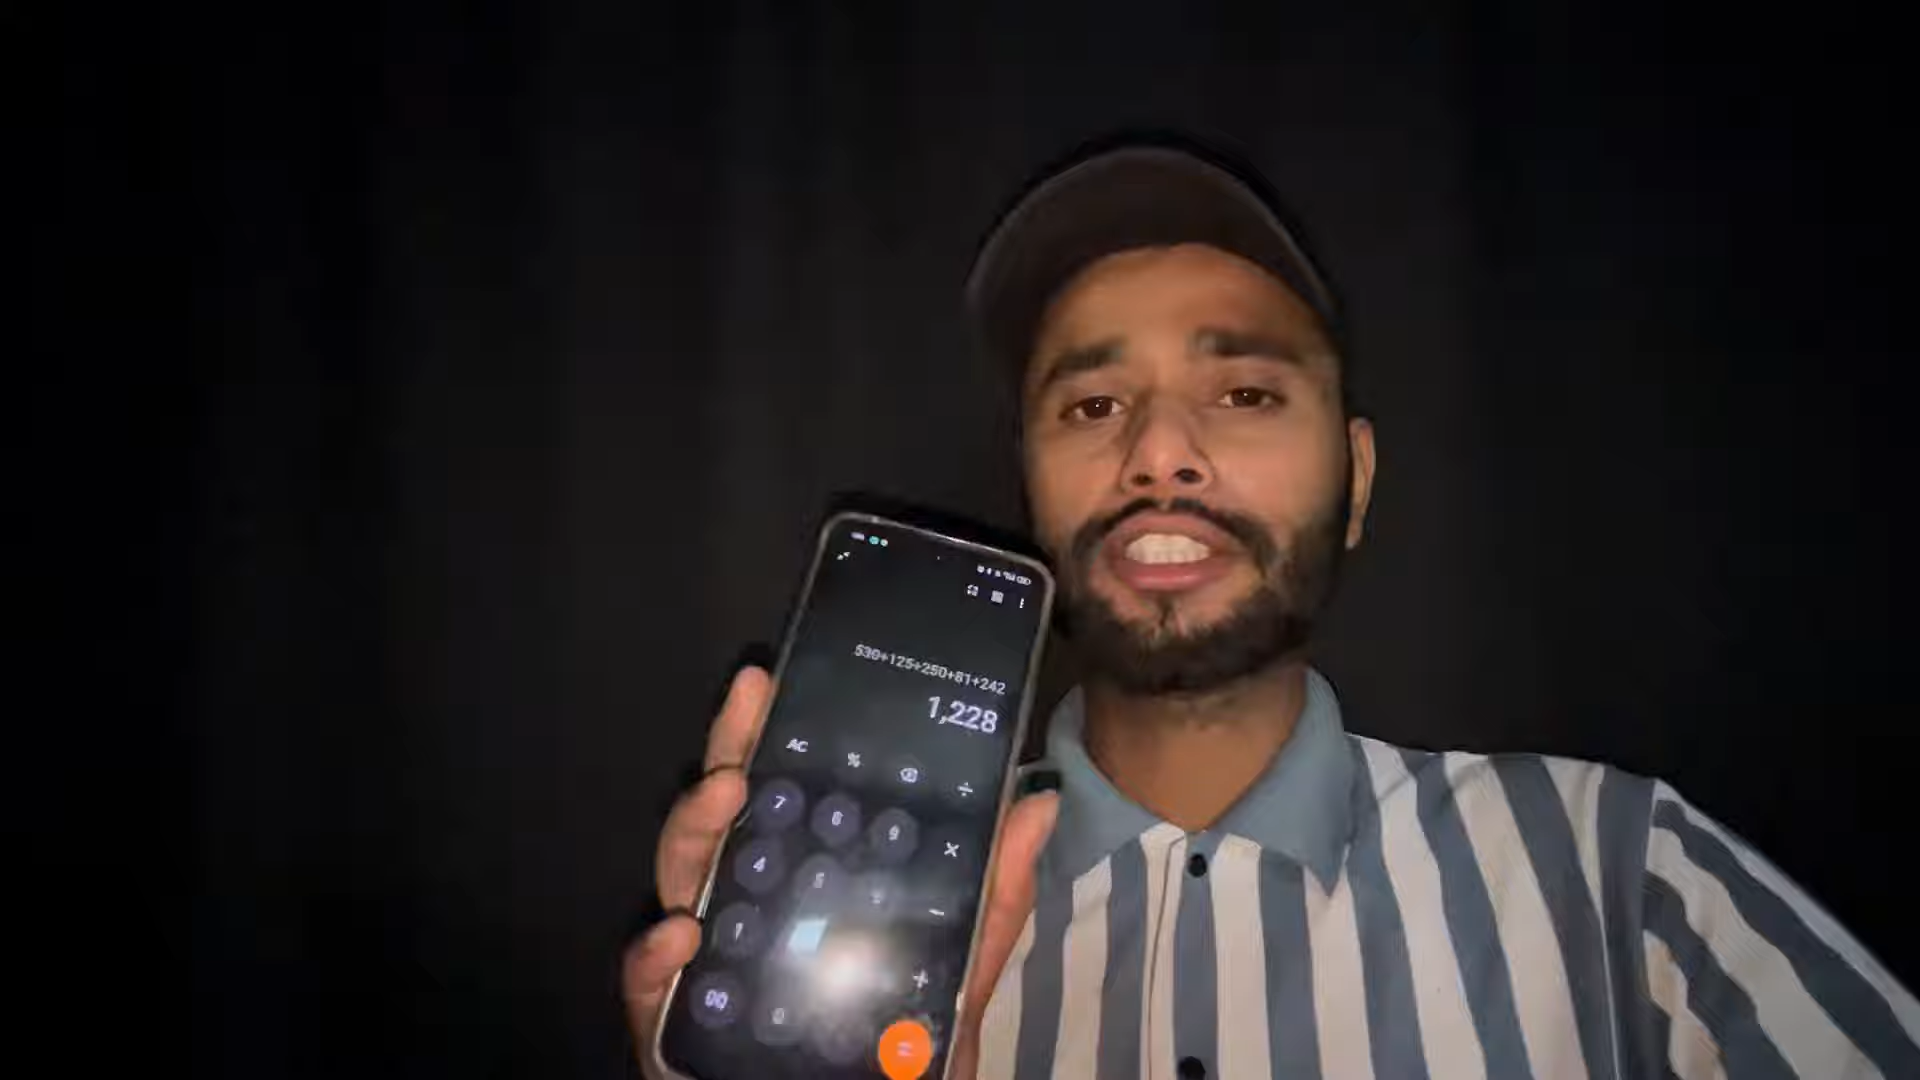 530+125+250+81+242
1,228
AC % ÷
7 8 9 ×
4 5 −
1 +
00 0 =